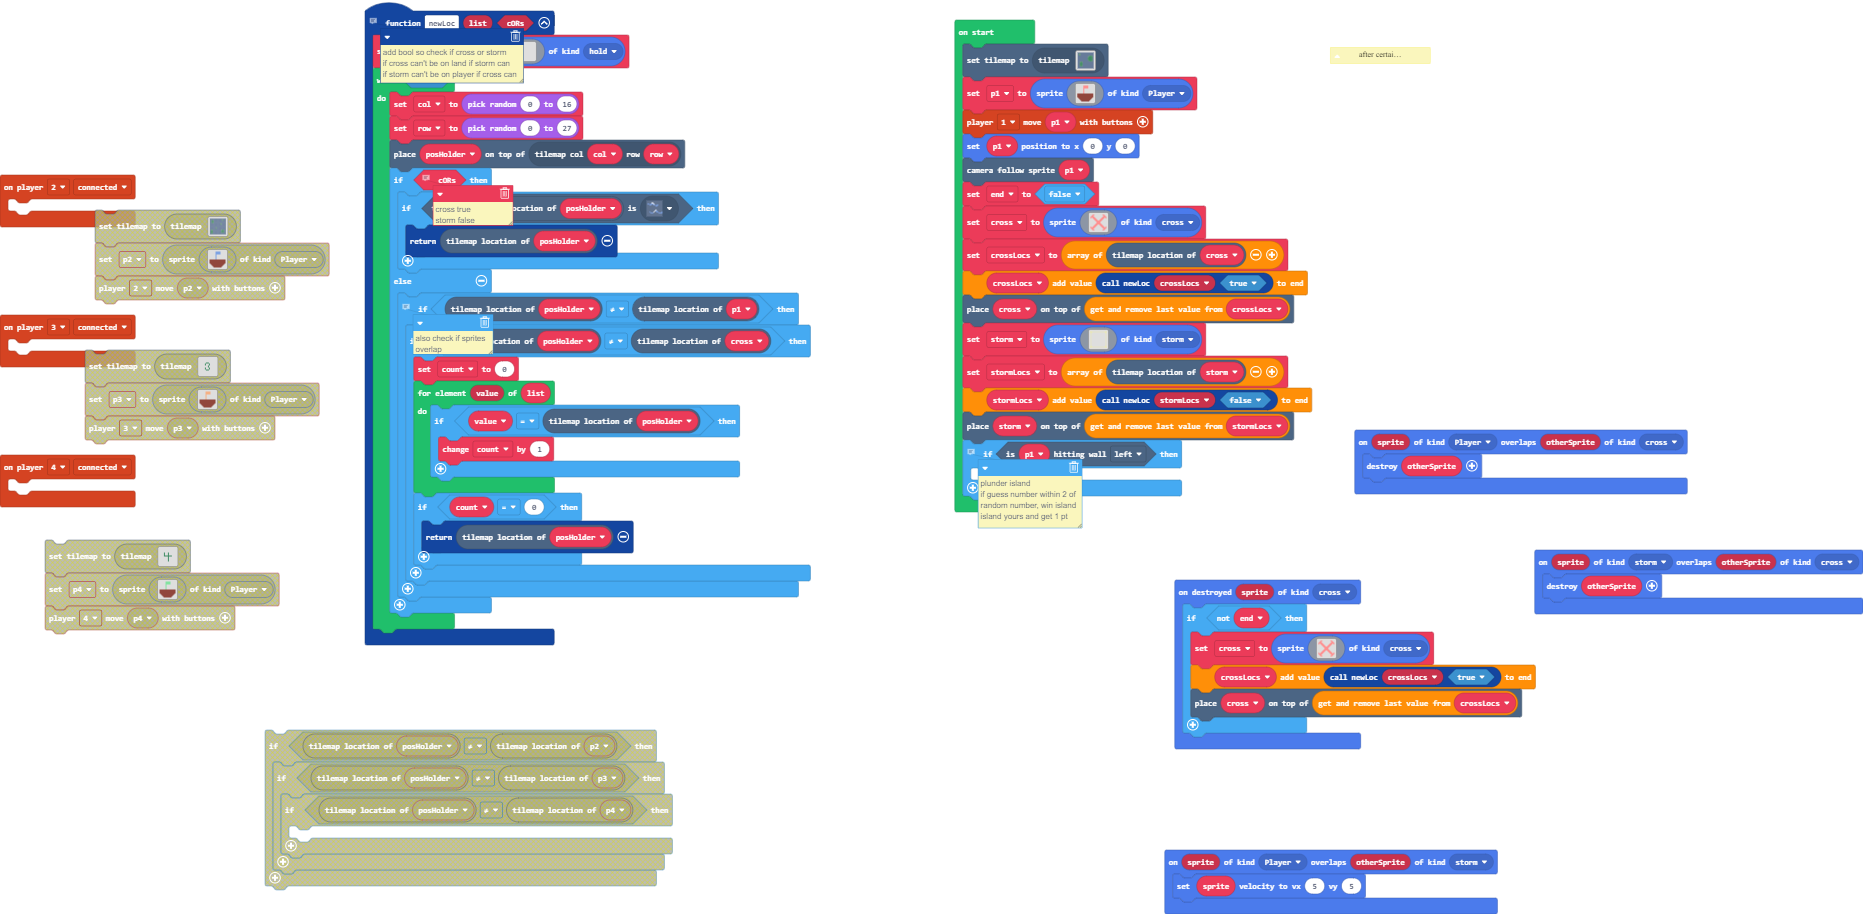 function newLoc list cORs
add bool so check if cross or storm
if cross can't be on land if storm can
if storm can't be on player if cross can
of kind hold
do
set col to pick random 0 to 16
set row to pick random 0 to 27
place posHolder on top of tilemap col col row row
if cORs then
cross true
storm false
if location of posHolder is then
return tilemap location of posHolder
else
if tilemap location of posHolder ≠ tilemap location of p1 then
also check if sprites
overlap
location of posHolder ≠ tilemap location of cross then
set count to 0
for element value of list
do
if value = tilemap location of posHolder then
change count by 1
if count = 0 then
return tilemap location of posHolder
on player 2 connected
set tilemap to tilemap
set p2 to sprite of kind Player
player 2 move p2 with buttons
on player 3 connected
set tilemap to tilemap 3
set p3 to sprite of kind Player
player 3 move p3 with buttons
on player 4 connected
set tilemap to tilemap 4
set p4 to sprite of kind Player
player 4 move p4 with buttons
if tilemap location of posHolder ≠ tilemap location of p2 then
if tilemap location of posHolder ≠ tilemap location of p3 then
if tilemap location of posHolder ≠ tilemap location of p4 then
on start
set tilemap to tilemap
set p1 to sprite of kind Player
player 1 move p1 with buttons
set p1 position to x 0 y 0
camera follow sprite p1
set end to false
set cross to sprite of kind cross
set crossLocs to array of tilemap location of cross
crossLocs add value call newLoc crossLocs true to end
place cross on top of get and remove last value from crossLocs
set storm to sprite of kind storm
set stormLocs to array of tilemap location of storm
stormLocs add value call newLoc stormLocs false to end
place storm on top of get and remove last value from stormLocs
if is p1 hitting wall left then
plunder island
if guess number within 2 of
random number, win island
island yours and get 1 pt
after certai...
on sprite of kind Player overlaps otherSprite of kind cross
destroy otherSprite
on sprite of kind storm overlaps otherSprite of kind cross
destroy otherSprite
on destroyed sprite of kind cross
if not end then
set cross to sprite of kind cross
crossLocs add value call newLoc crossLocs true to end
place cross on top of get and remove last value from crossLocs
on sprite of kind Player overlaps otherSprite of kind storm
set sprite velocity to vx 5 vy 5